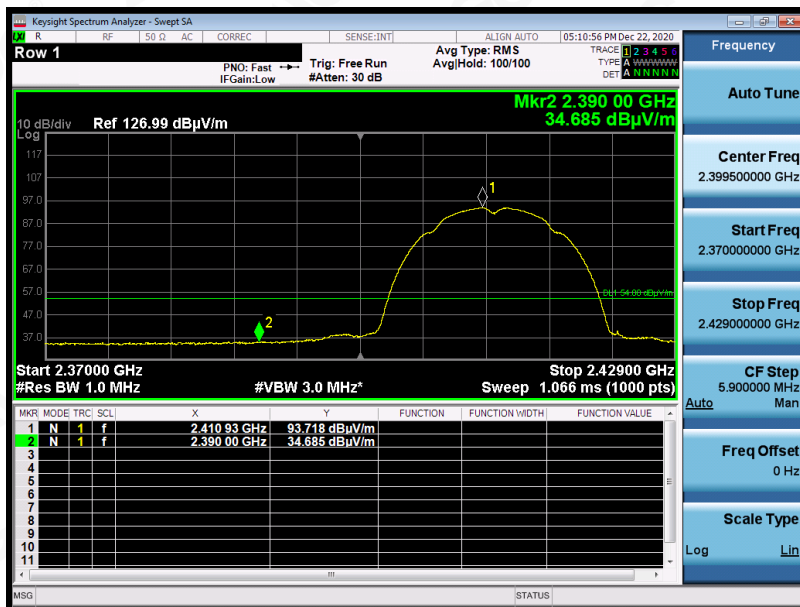 Keysight Spectrum Analyzer - Swept SA
LXI R RF 50 Ω AC CORREC SENSE:INT ALIGN AUTO 05:10:56 PM Dec 22, 2020
Row 1
PNO: Fast
IFGain:Low
Trig: Free Run
#Atten: 30 dB
Avg Type: RMS
Avg|Hold: 100/100
TRACE 1 2 3 4 5 6
TYPE A WWWWW
DET A N N N N N
Mkr2 2.390 00 GHz
34.685 dBµV/m
10 dB/div Ref 126.99 dBµV/m
Log
117
107
97.0
87.0
77.0
67.0
57.0
47.0
37.0
1
2
DL1 54.00 dBµV/m
Start 2.37000 GHz Stop 2.42900 GHz
#Res BW 1.0 MHz #VBW 3.0 MHz* Sweep 1.066 ms (1000 pts)
MKR MODE TRC SCL X Y FUNCTION FUNCTION WIDTH FUNCTION VALUE
1 N 1 f 2.410 93 GHz 93.718 dBµV/m
2 N 1 f 2.390 00 GHz 34.685 dBµV/m
3
4
5
6
7
8
9
10
11
MSG STATUS
Frequency
Auto Tune
Center Freq
2.399500000 GHz
Start Freq
2.370000000 GHz
Stop Freq
2.429000000 GHz
CF Step
5.900000 MHz
Auto Man
Freq Offset
0 Hz
Scale Type
Log Lin